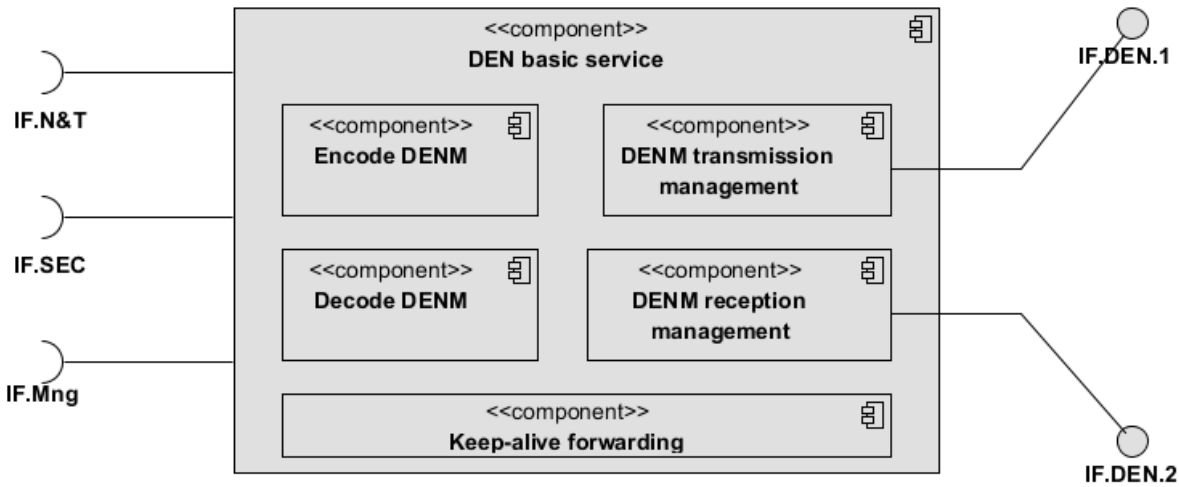 <<component>>
DEN basic service
IF.DEN.1
IF.N&T
<<component>>
Encode DENM
<<component>>
DENM transmission
management
IF.SEC
<<component>>
Decode DENM
<<component>>
DENM reception
management
IF.Mng
<<component>>
Keep-alive forwarding
IF.DEN.2